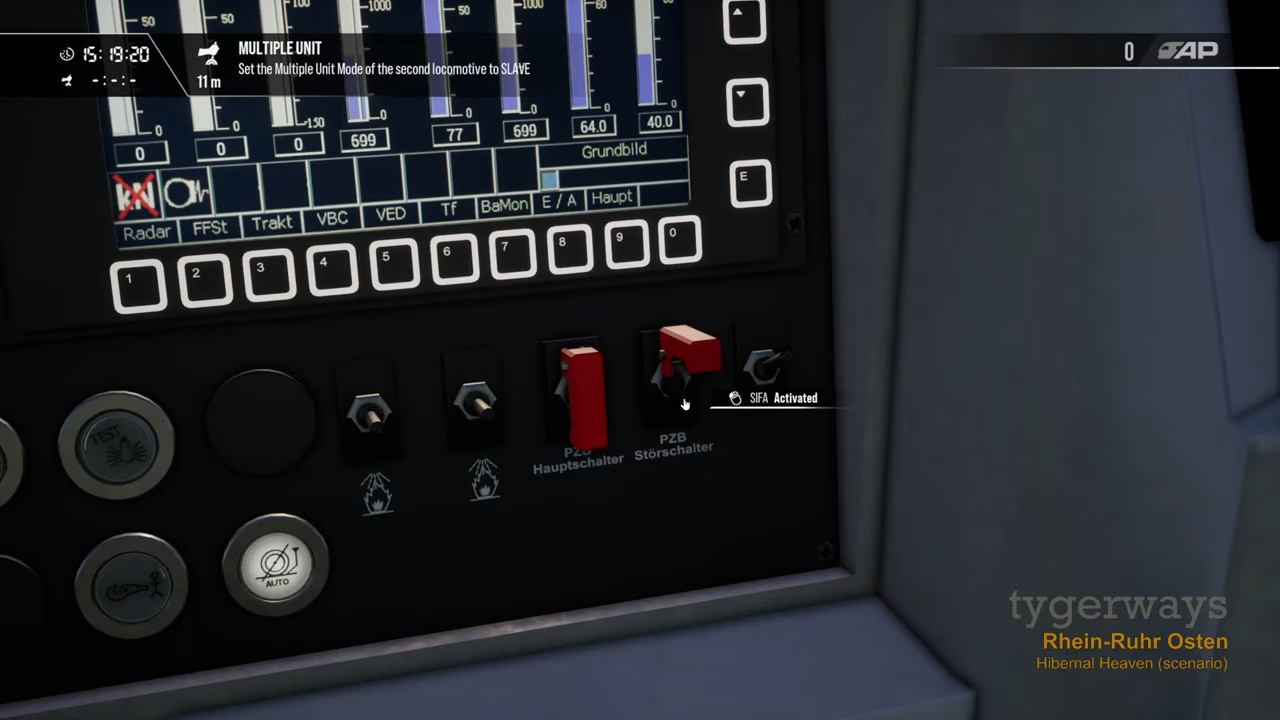 15:19:20
-:-:-
MULTIPLE UNIT
Set the Multiple Unit Mode of the second locomotive to SLAVE
11 m
0 AP
50 50 100 1000 50 1000 60
0 0 -150 0 0 0 0 0
0 0 0 699 77 699 64.0 40.0
Grundbild
Radar FFSt Trakt VBC VED Tf BaMon E / A Haupt
E
1 2 3 4 5 6 7 8 9 0
SIFA Activated
TEST
PZB
Hauptschalter
PZB
Störschalter
AUTO
tygerways
Rhein-Ruhr Osten
Hibernal Heaven (scenario)